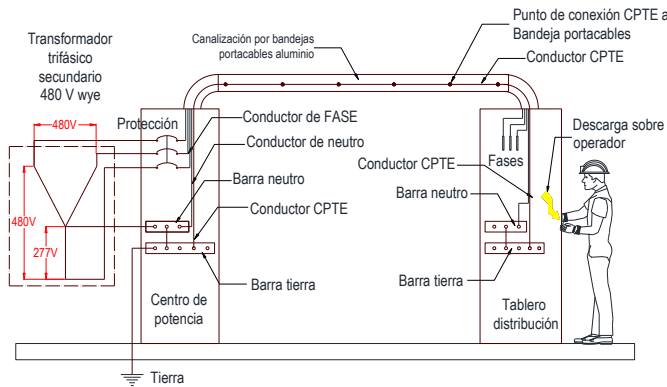 Transformador
trifásico
secundario
480 V wye
Canalización por bandejas
portacables aluminio
Punto de conexión CPTE a
Bandeja portacables
Conductor CPTE
480V
Protección
Conductor de FASE
Conductor de neutro
Barra neutro
Conductor CPTE
Barra tierra
480V
277V
Centro de
potencia
Tierra
Fases
Descarga sobre
operador
Conductor CPTE
Barra neutro
Barra tierra
Tablero
distribución